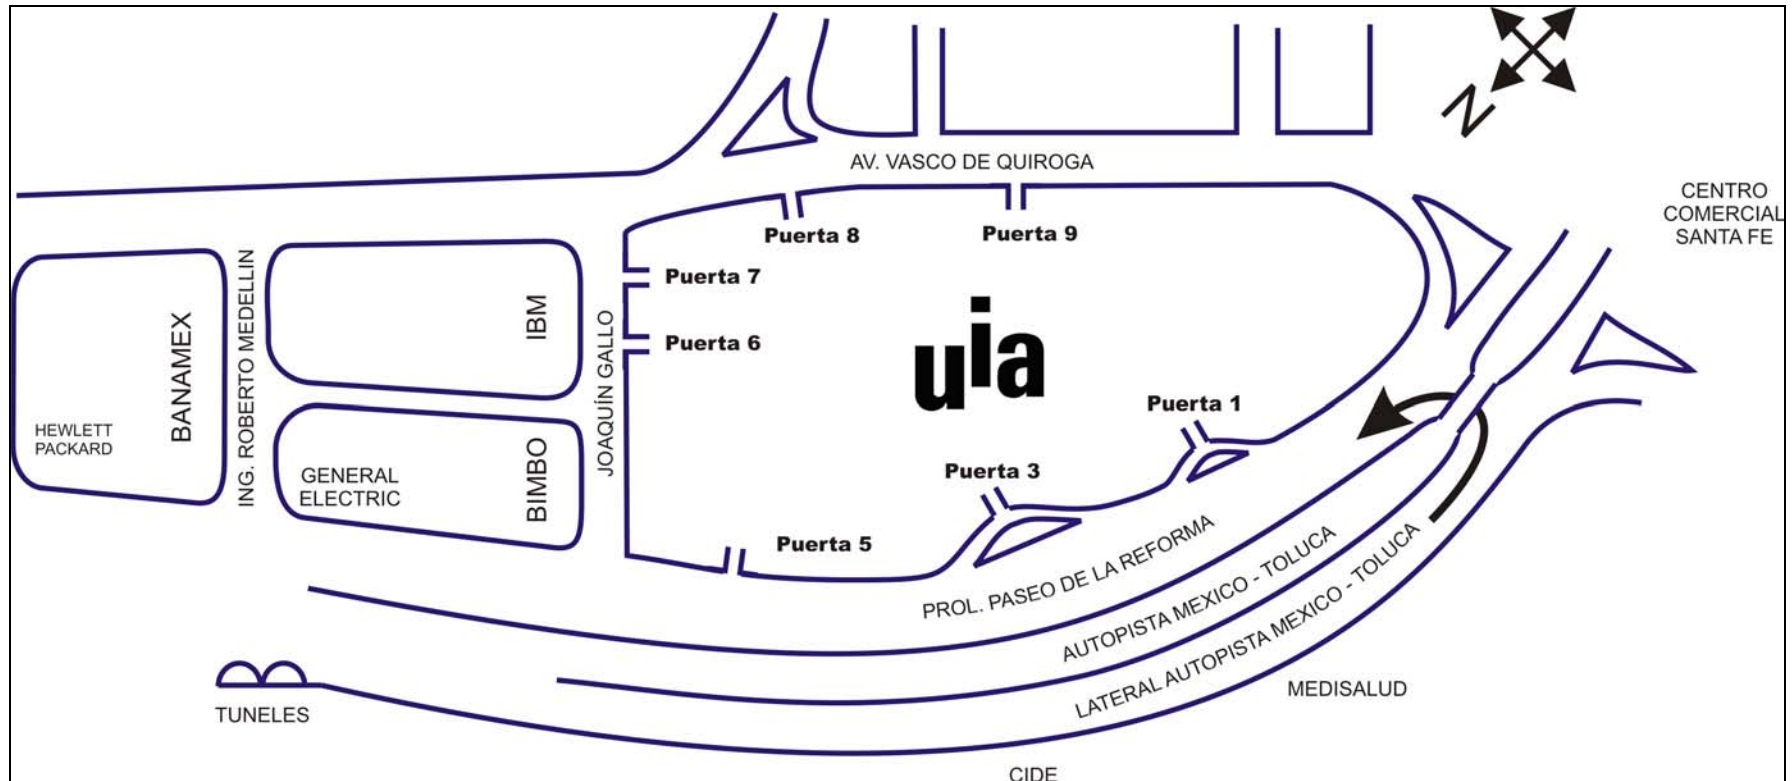 N
AV. VASCO DE QUIROGA
CENTRO
COMERCIAL
SANTA FE
Puerta 8
Puerta 9
Puerta 7
Puerta 6
uia
IBM
JOAQUÍN GALLO
ING. ROBERTO MEDELLIN
BANAMEX
HEWLETT
PACKARD
GENERAL
ELECTRIC
BIMBO
Puerta 1
Puerta 3
Puerta 5
PROL. PASEO DE LA REFORMA
AUTOPISTA MEXICO - TOLUCA
LATERAL AUTOPISTA MEXICO - TOLUCA
MEDISALUD
TUNELES
CIDE